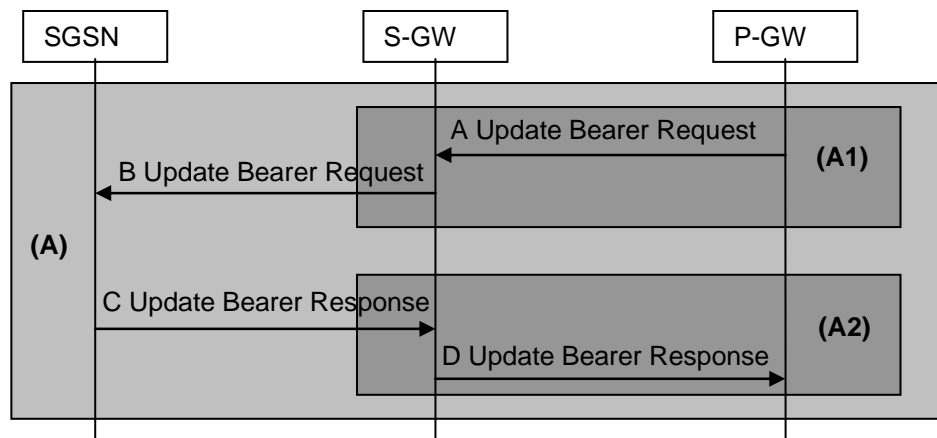 SGSN
S-GW
P-GW
A Update Bearer Request
(A1)
B Update Bearer Request
(A)
C Update Bearer Response
(A2)
D Update Bearer Response